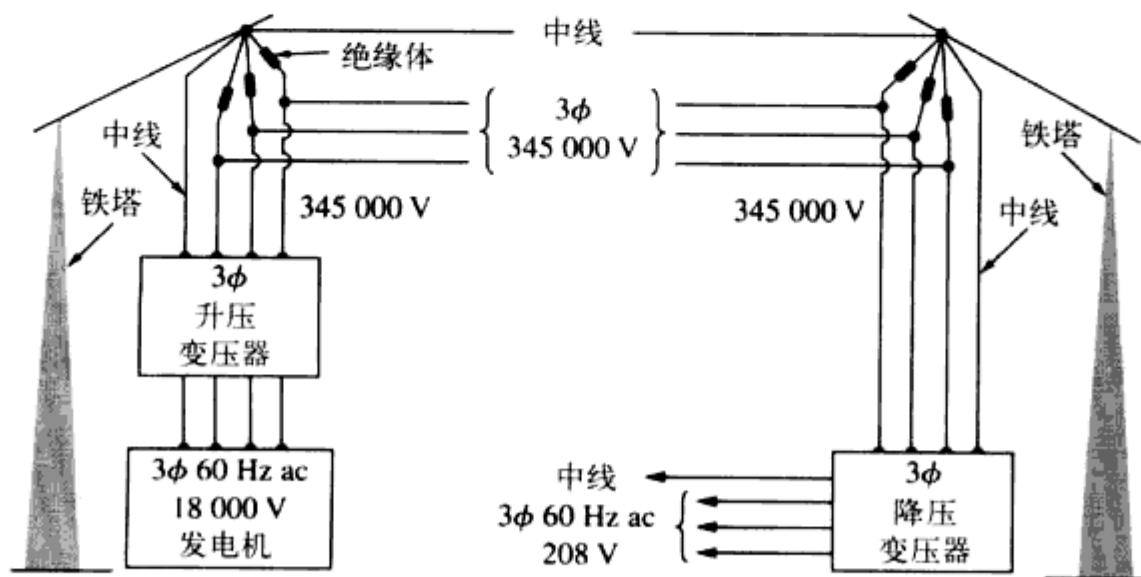 中线
绝缘体
3ϕ
345 000 V
中线
铁塔
345 000 V
345 000 V
铁塔
中线
3ϕ
升压
变压器
3ϕ 60 Hz ac
18 000 V
发电机
中线
3ϕ 60 Hz ac
208 V
3ϕ
降压
变压器